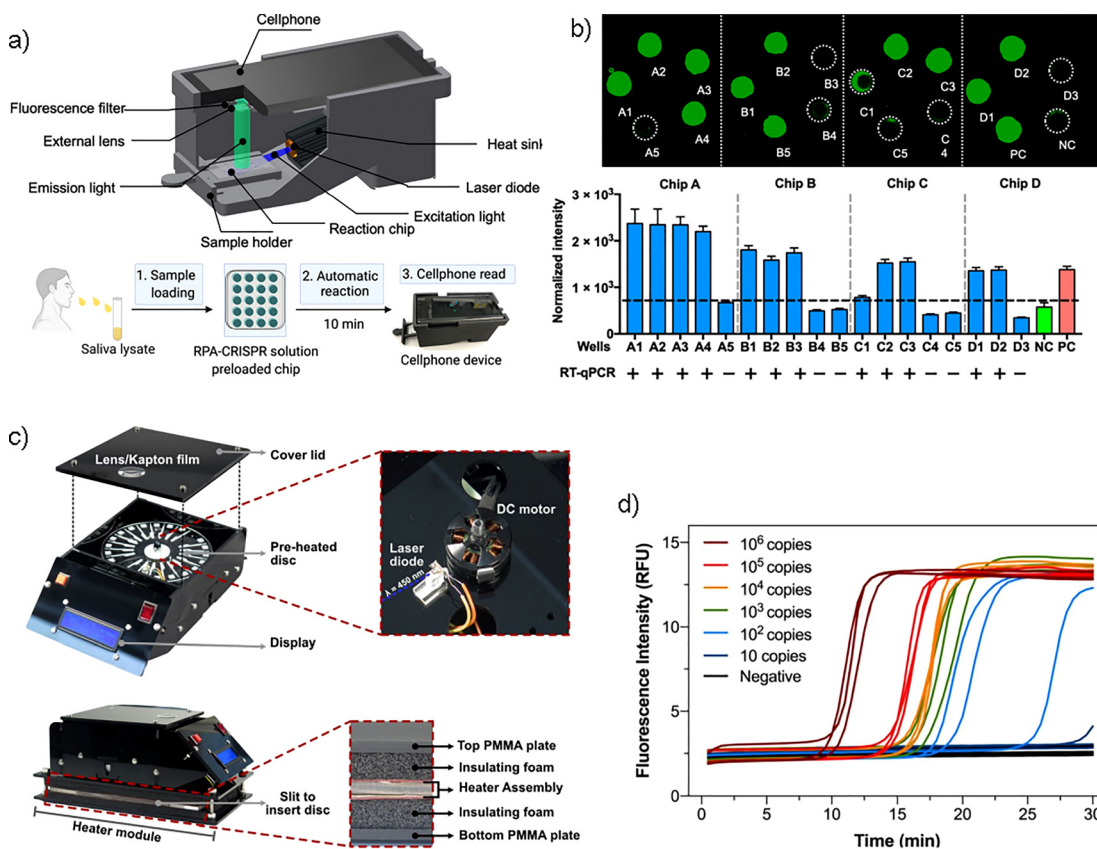 a)
Cellphone
Fluorescence filter
External lens
Emission light
Heat sink
Laser diode
Excitation light
Reaction chip
Sample holder
1. Sample
loading
2. Automatic
reaction
10 min
3. Cellphone read
Saliva lysate
RPA-CRISPR solution
preloaded chip
Cellphone device
b)
A1
A2
A3
A4
A5
B1
B2
B3
B4
B5
C1
C2
C3
C
4
C5
D1
D2
D3
PC
NC
Chip A Chip B Chip C Chip D
Normalized intensity
3 × 10³
2 × 10³
1 × 10³
0
Wells A1 A2 A3 A4 A5 B1 B2 B3 B4 B5 C1 C2 C3 C4 C5 D1 D2 D3 NC PC
RT-qPCR + + + + − + + + − − + + + − − + + −
c)
Lens/Kapton film
Cover lid
Pre-heated
disc
Display
DC motor
Laser
diode
λ = 450 nm
Slit to
insert disc
Heater module
Top PMMA plate
Insulating foam
Heater Assembly
Insulating foam
Bottom PMMA plate
d)
Fluorescence Intensity (RFU)
15
10
5
0
10⁶ copies
10⁵ copies
10⁴ copies
10³ copies
10² copies
10 copies
Negative
0 5 10 15 20 25 30
Time (min)